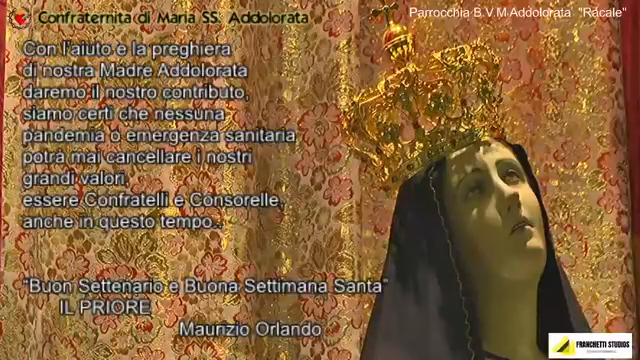 Confraternita di Maria SS. Addolorata
Parrocchia B.V.M Addolorata "Racale"
Con l'aiuto e la preghiera
di nostra Madre Addolorata
daremo il nostro contributo,
siamo certi che nessuna
pandemia o emergenza sanitaria
potrà mai cancellare i nostri
grandi valori
essere Confratelli e Consorelle,
anche in questo tempo..
"Buon Settenario e Buona Settimana Santa"
IL PRIORE
Maurizio Orlando
FRANCHETTI STUDIOS